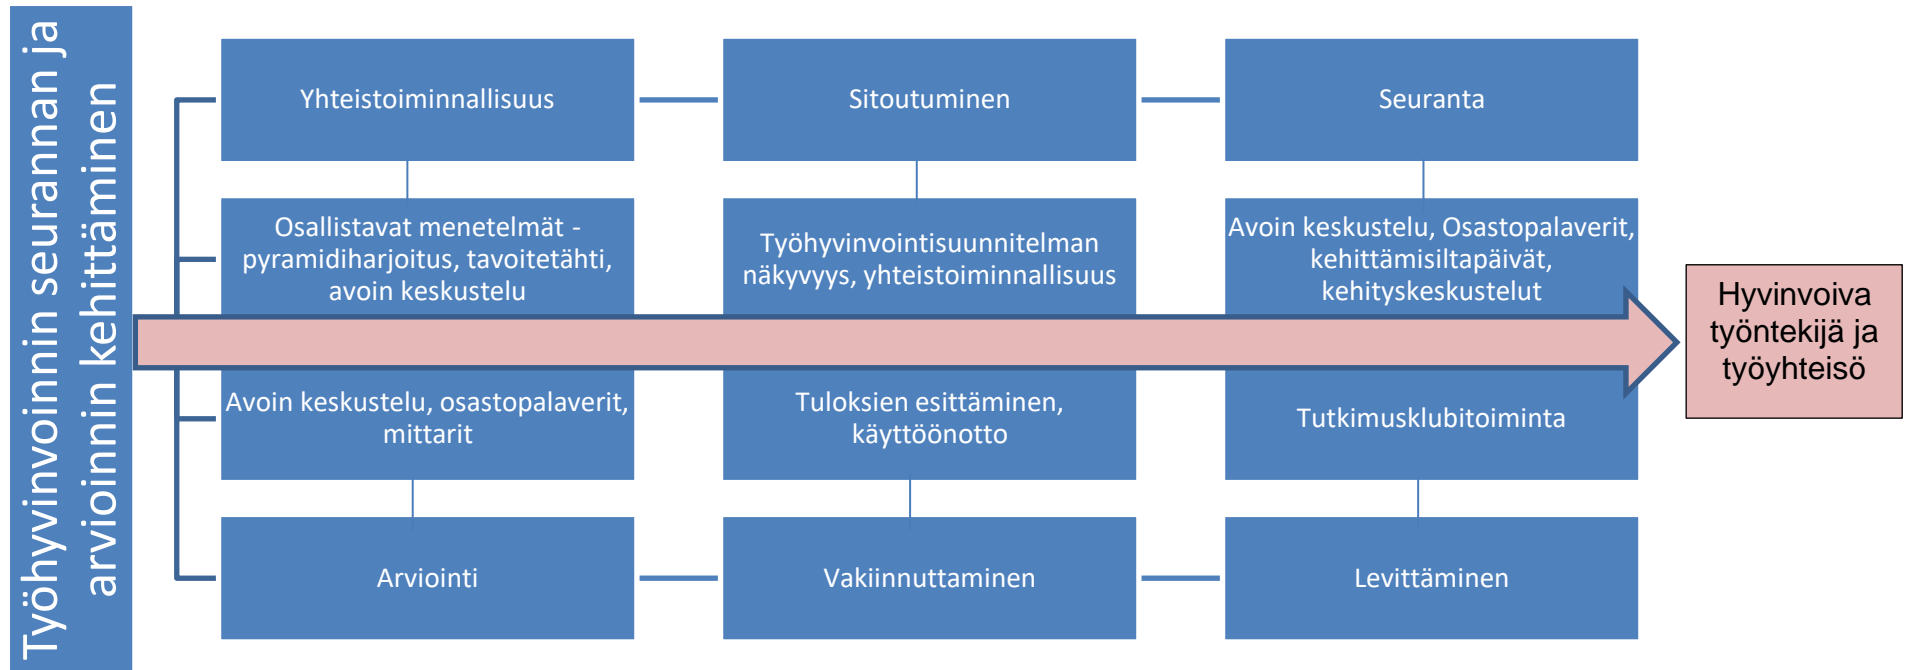 Työhyvinvoinnin seurannan ja
arvioinnin kehittäminen
Yhteistoiminnallisuus
Sitoutuminen
Seuranta
Osallistavat menetelmät -
pyramidiharjoitus, tavoitetähti,
avoin keskustelu
Työhyvinvointisuunnitelman
näkyvyys, yhteistoiminnallisuus
Avoin keskustelu, Osastopalaverit,
kehittämisiltapäivät,
kehityskeskustelut
Hyvinvoiva
työntekijä ja
työyhteisö
Avoin keskustelu, osastopalaverit,
mittarit
Tuloksien esittäminen,
käyttöönotto
Tutkimusklubitoiminta
Arviointi
Vakiinnuttaminen
Levittäminen